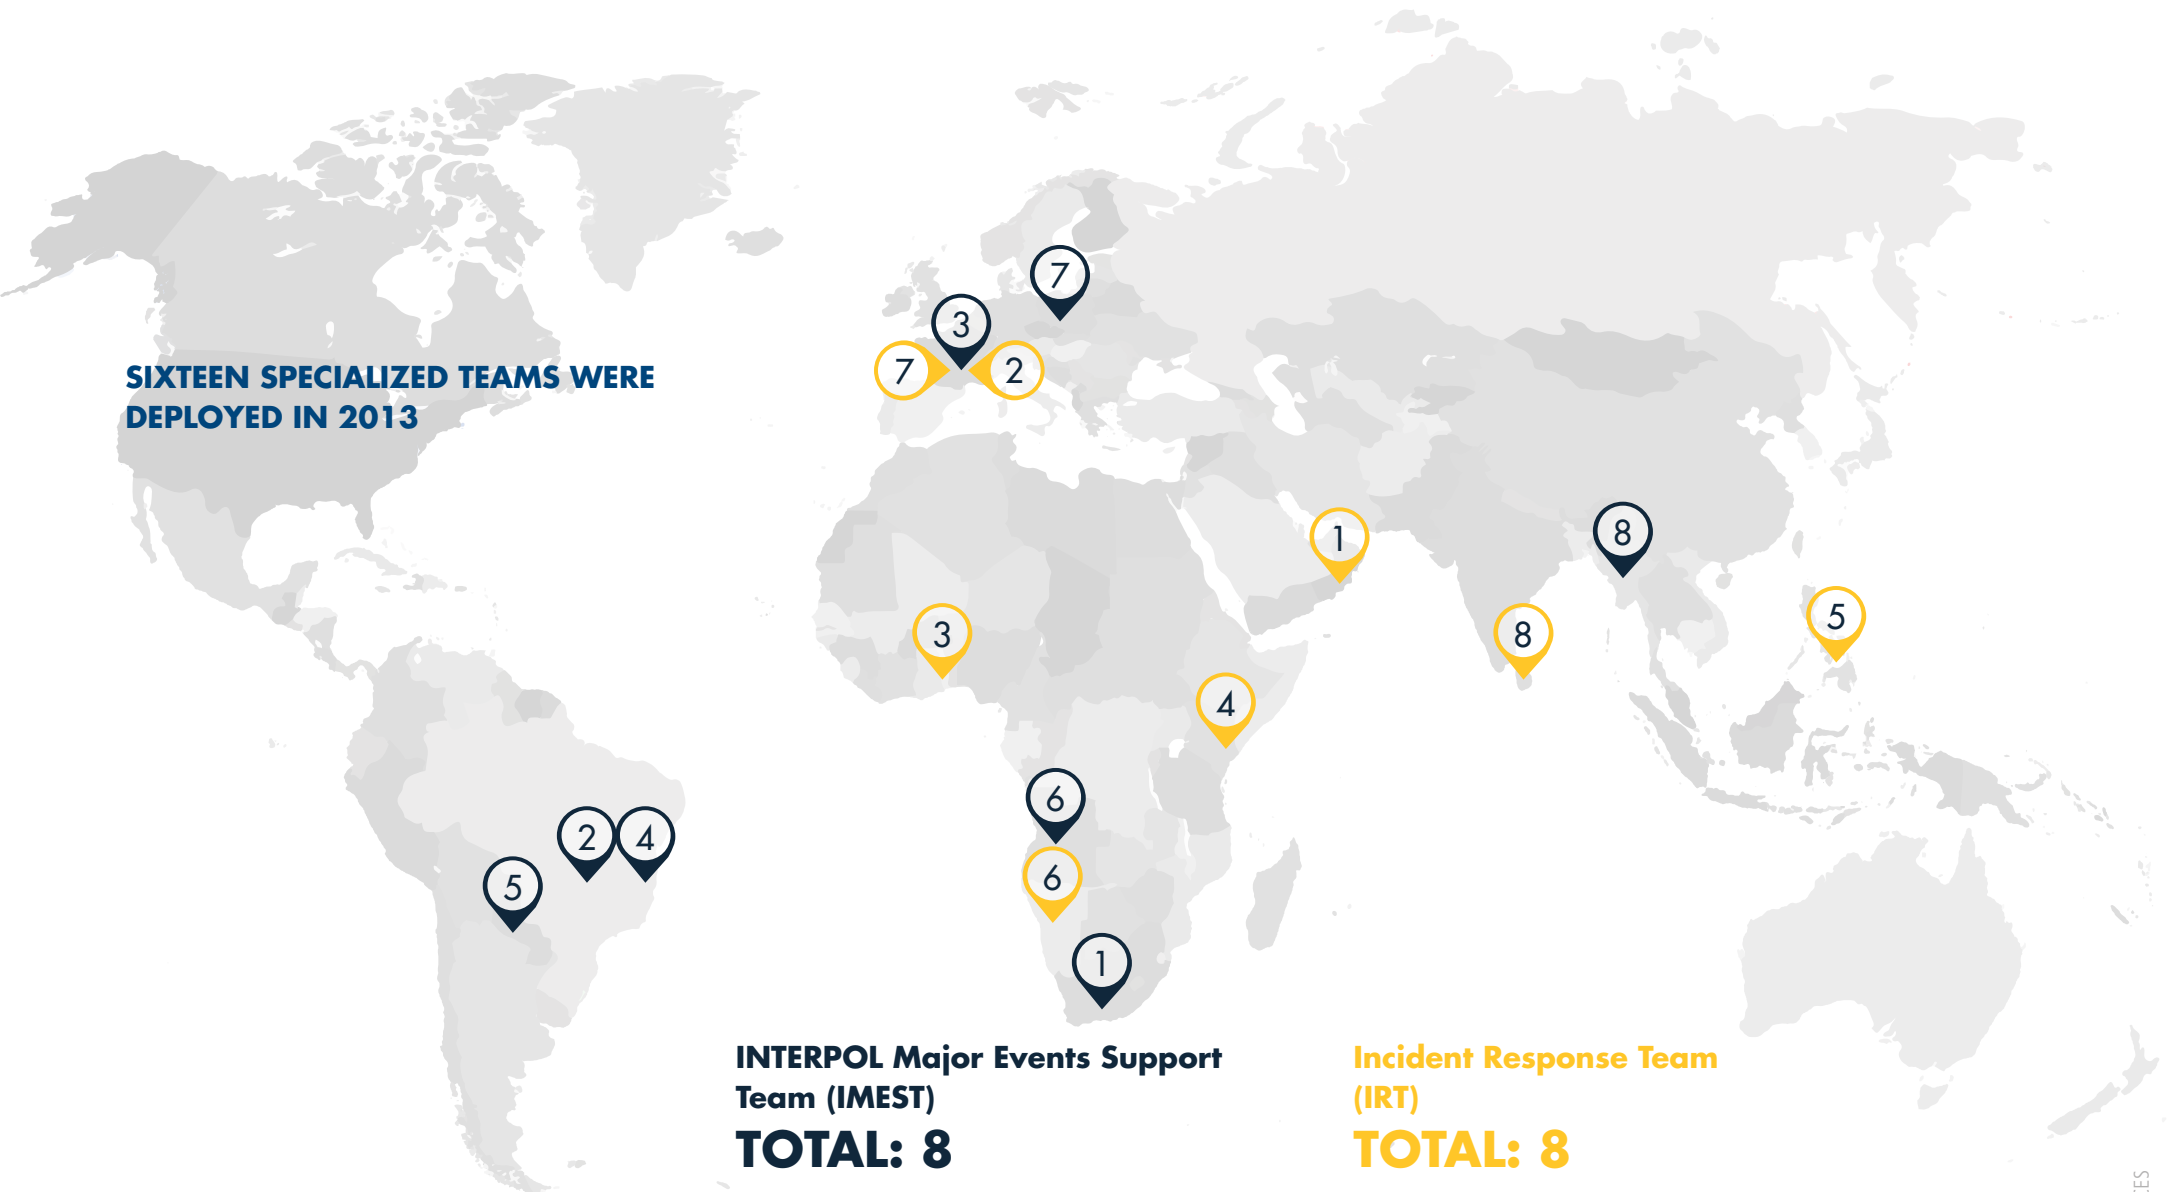 7
3
7
2
SIXTEEN SPECIALIZED TEAMS WERE
DEPLOYED IN 2013
1
8
3
8
5
4
6
2
4
5
6
1
INTERPOL Major Events Support
Team (IMEST)
TOTAL: 8
Incident Response Team
(IRT)
TOTAL: 8